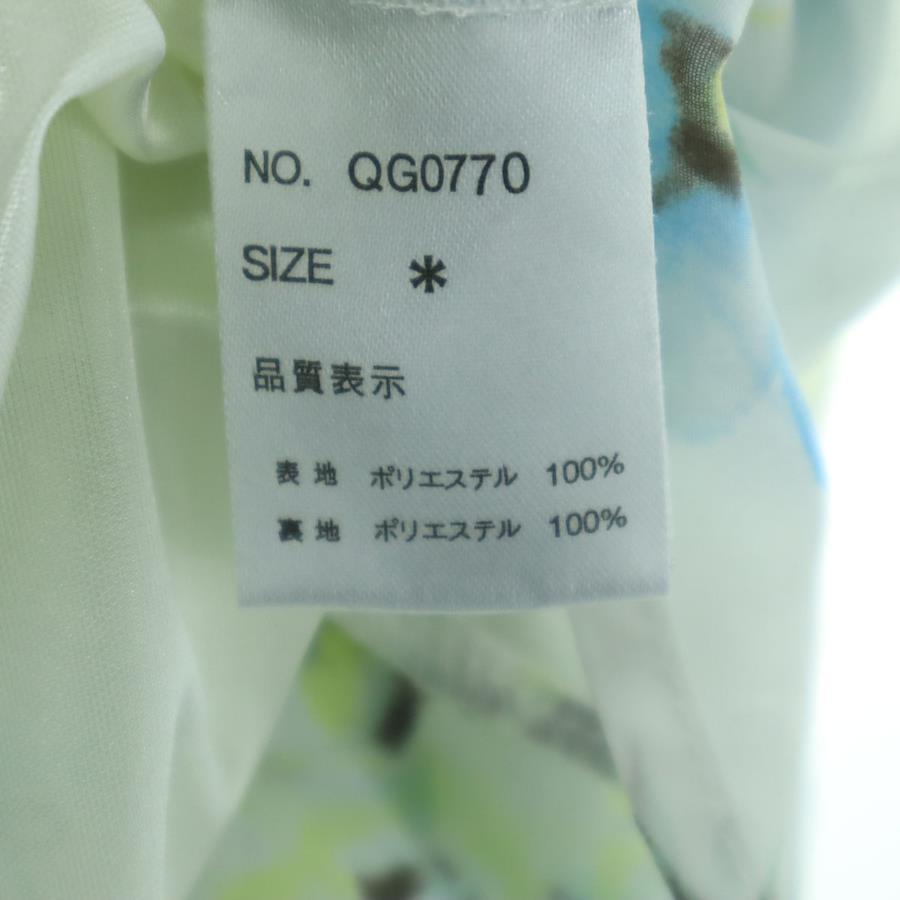 NO. QG0770
SIZE *
品質表示
表地 ポリエステル 100%
裏地 ポリエステル 100%